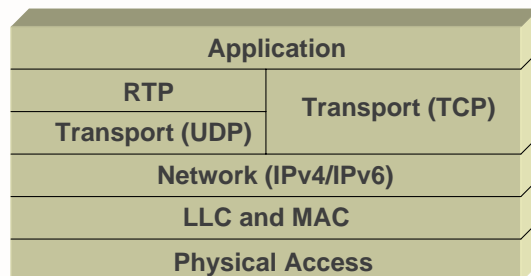 Application
RTP
Transport (UDP)
Transport (TCP)
Network (IPv4/IPv6)
LLC and MAC
Physical Access